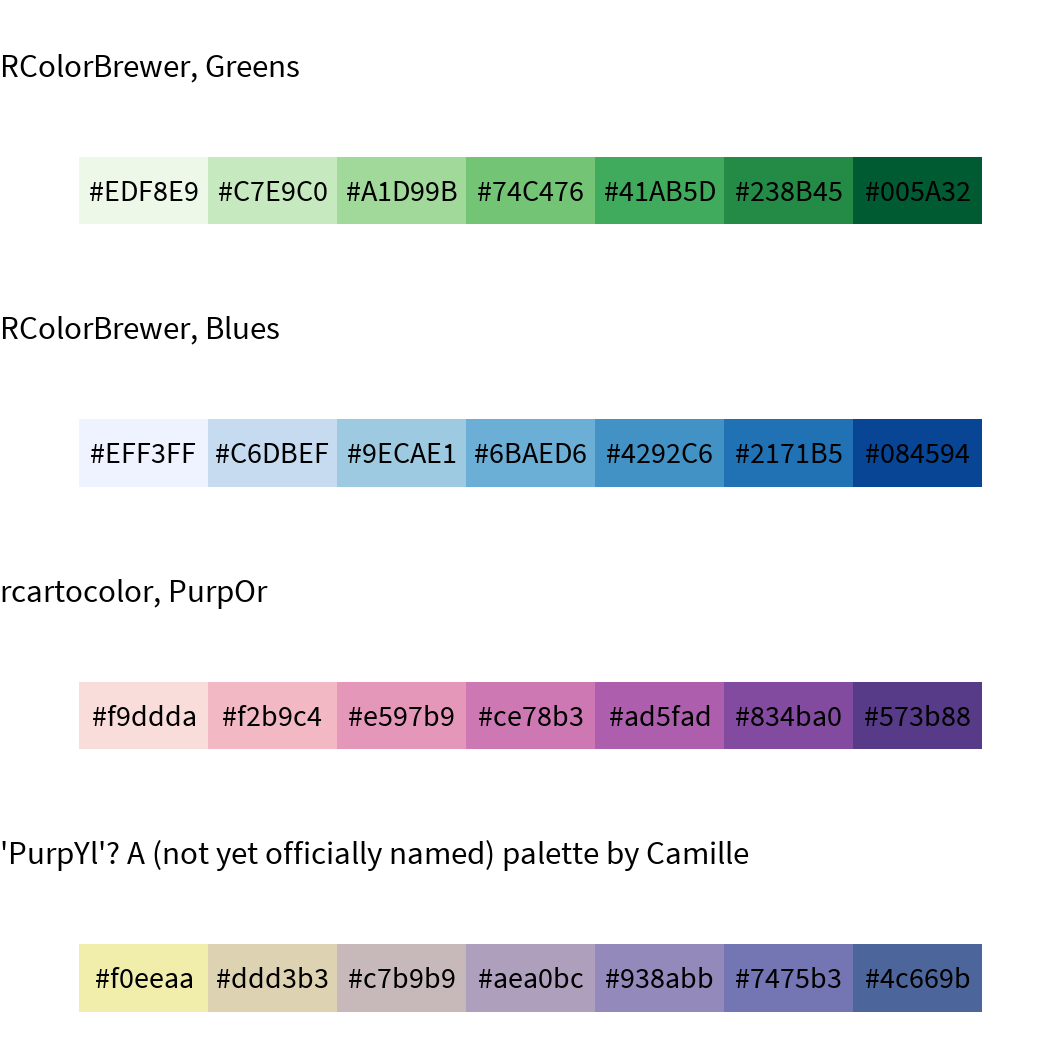 RColorBrewer, Greens
#EDF8E9 #C7E9C0 #A1D99B #74C476 #41AB5D #238B45 #005A32
RColorBrewer, Blues
#EFF3FF #C6DBEF #9ECAE1 #6BAED6 #4292C6 #2171B5 #084594
rcartocolor, PurpOr
#f9ddda #f2b9c4 #e597b9 #ce78b3 #ad5fad #834ba0 #573b88
'PurpYl'? A (not yet officially named) palette by Camille
#f0eeaa #ddd3b3 #c7b9b9 #aea0bc #938abb #7475b3 #4c669b